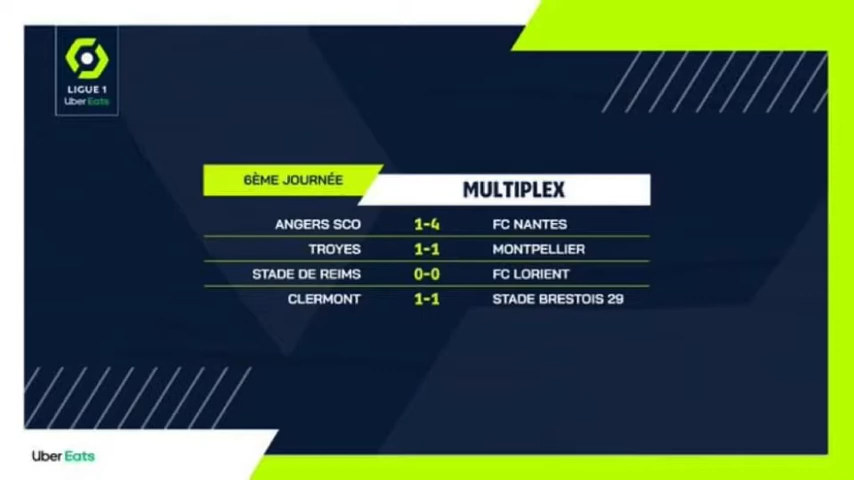 LIGUE 1
Uber Eats
6ÈME JOURNÉE
MULTIPLEX
ANGERS SCO 1-4 FC NANTES
TROYES 1-1 MONTPELLIER
STADE DE REIMS 0-0 FC LORIENT
CLERMONT 1-1 STADE BRESTOIS 29
Uber Eats